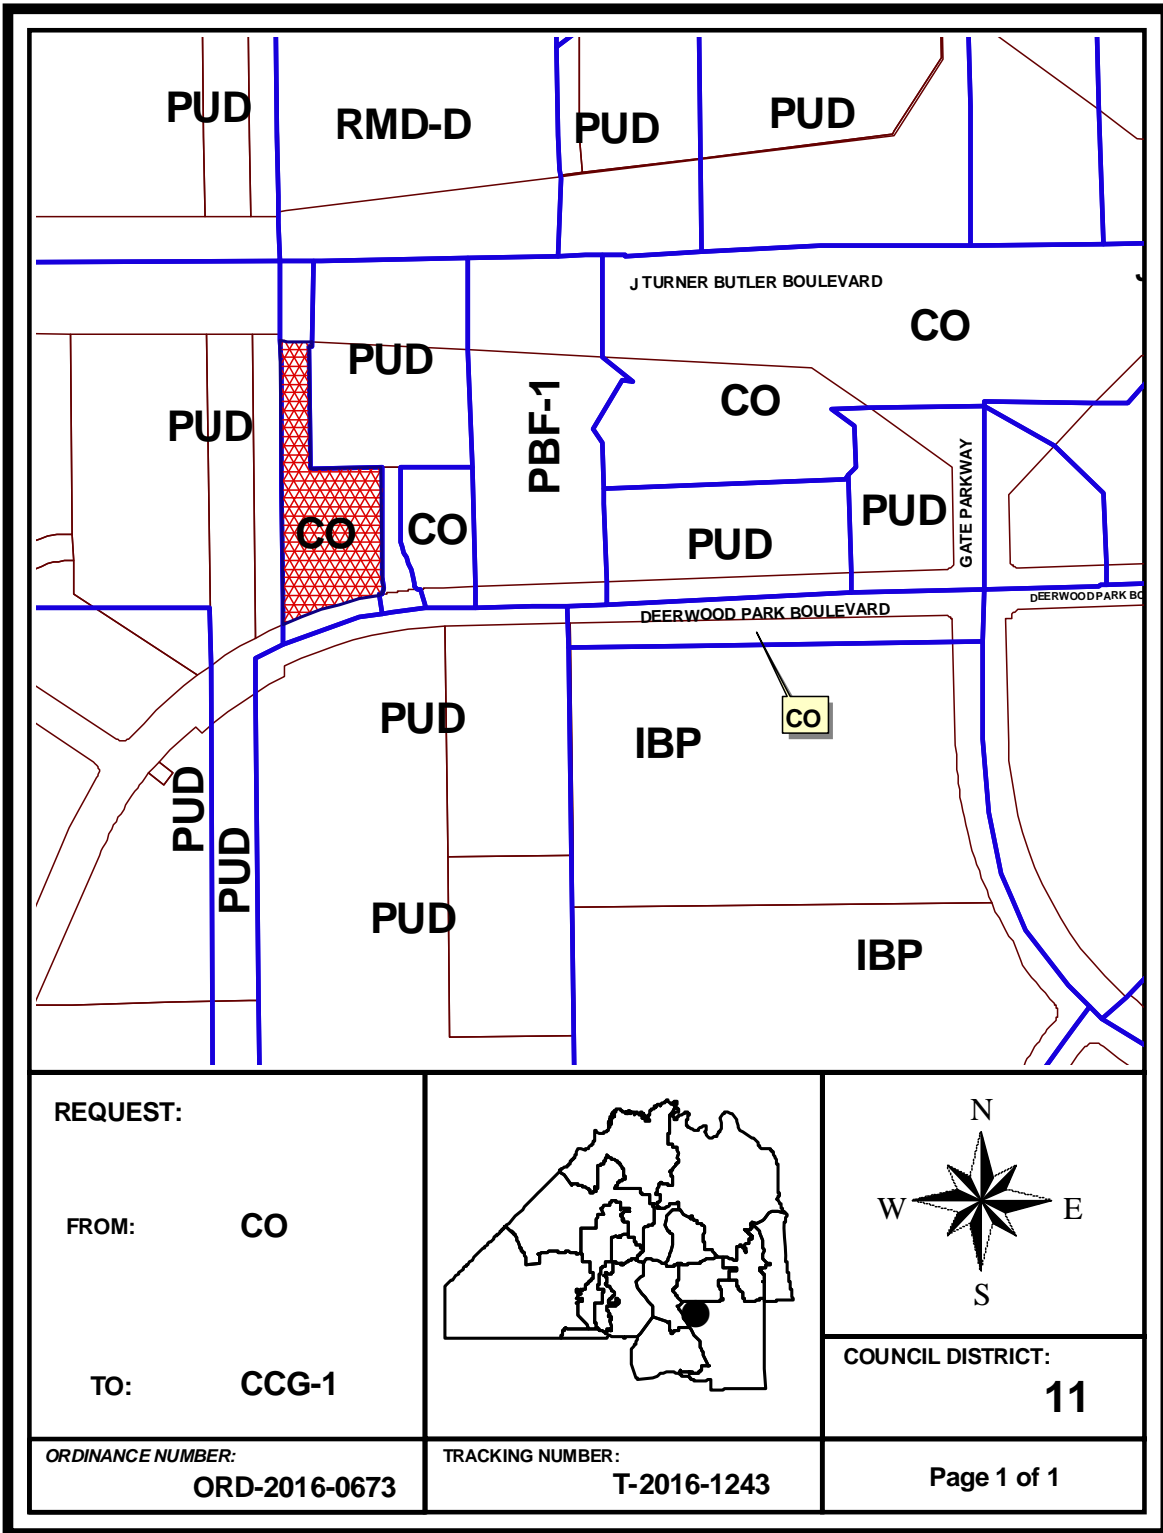 PUD
RMD-D
PUD
PUD
J TURNER BUTLER BOULEVARD
CO
PUD
PUD
PBF-1
CO
CO
CO
PUD
PUD
GATE PARKWAY
DEERWOOD PARK BOULEVARD
DEERWOOD PARK BO
CO
PUD
IBP
PUD
PUD
PUD
IBP
REQUEST:
FROM: CO
TO: CCG-1
N
W E
S
COUNCIL DISTRICT:
11
ORDINANCE NUMBER:
ORD-2016-0673
TRACKING NUMBER:
T-2016-1243
Page 1 of 1